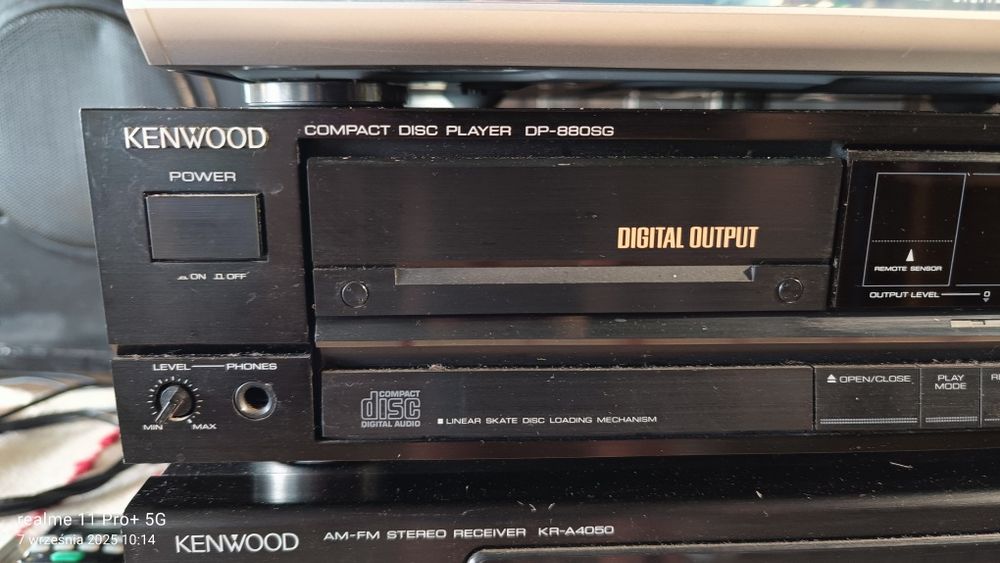 KENWOOD COMPACT DISC PLAYER DP-880SG
POWER
ON OFF
DIGITAL OUTPUT
REMOTE SENSOR
OUTPUT LEVEL 0
LEVEL PHONES
MIN MAX
COMPACT
disc
DIGITAL AUDIO
LINEAR SKATE DISC LOADING MECHANISM
OPEN/CLOSE
PLAY
MODE
KENWOOD AM-FM STEREO RECEIVER KR-A4050
realme 11 Pro+ 5G
7 września 2025 10:14